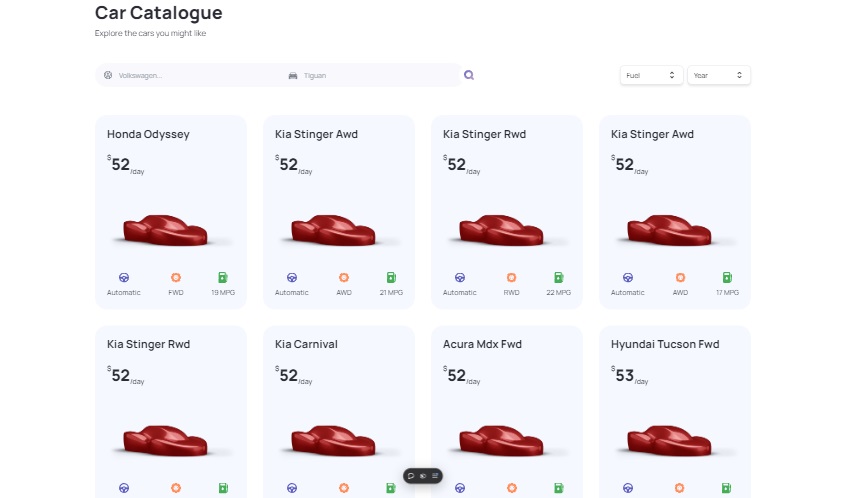 Car Catalogue
Explore the cars you might like
Volkswagen...
Tiguan
Fuel
Year
Honda Odyssey
$52/day
Automatic FWD 19 MPG
Kia Stinger Awd
$52/day
Automatic AWD 21 MPG
Kia Stinger Rwd
$52/day
Automatic RWD 22 MPG
Kia Stinger Awd
$52/day
Automatic AWD 17 MPG
Kia Stinger Rwd
$52/day
Kia Carnival
$52/day
Acura Mdx Fwd
$52/day
Hyundai Tucson Fwd
$53/day